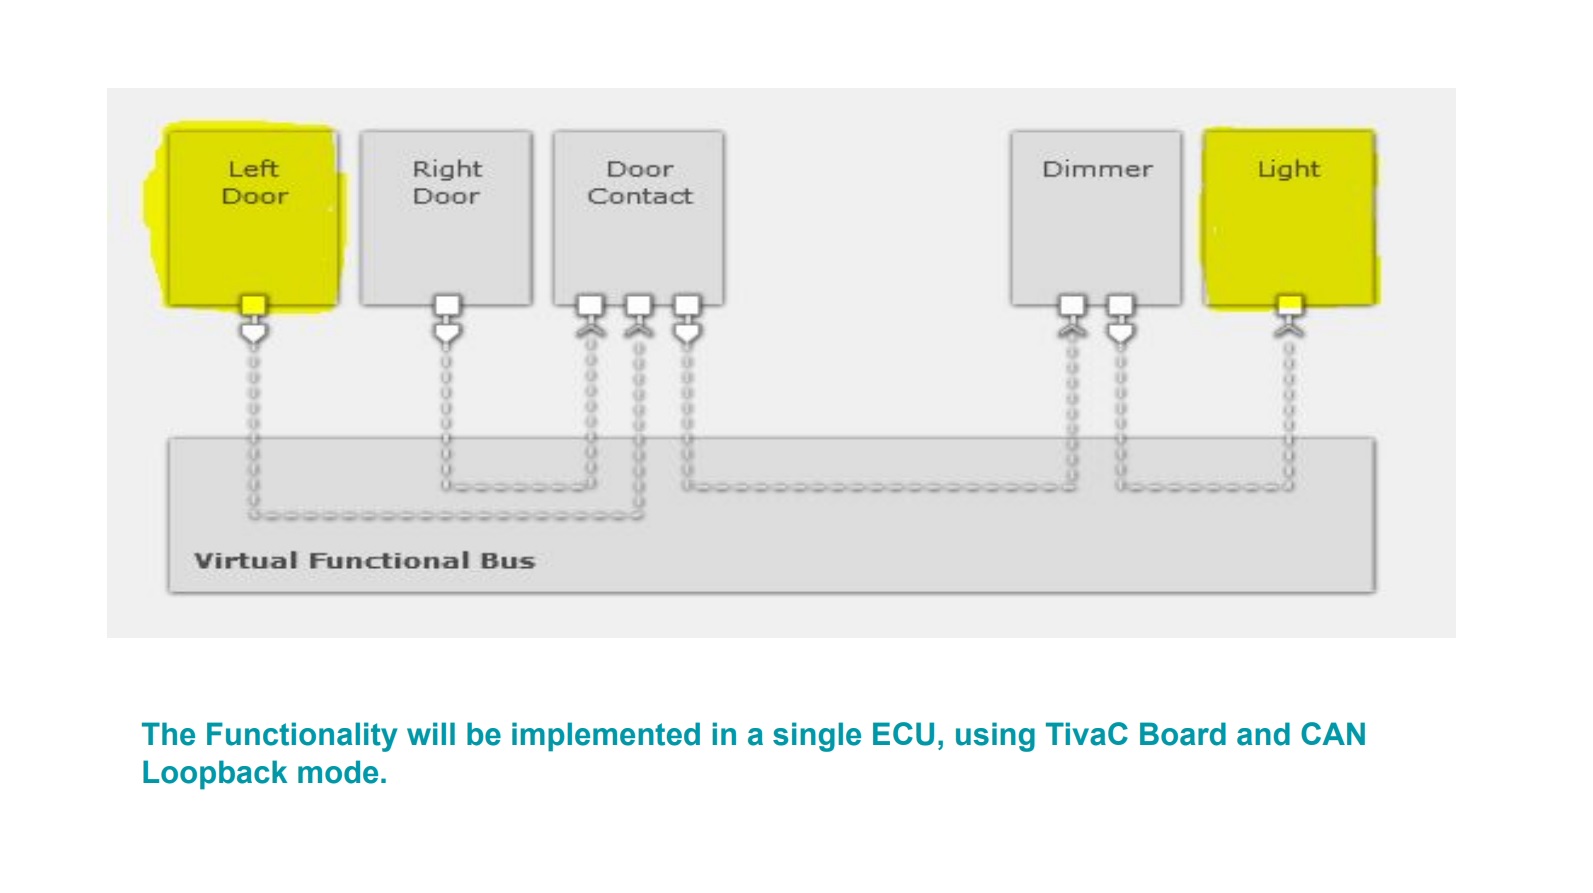 Left
Door
Right
Door
Door
Contact
Dimmer
Light
Virtual Functional Bus
The Functionality will be implemented in a single ECU, using TivaC Board and CAN
Loopback mode.